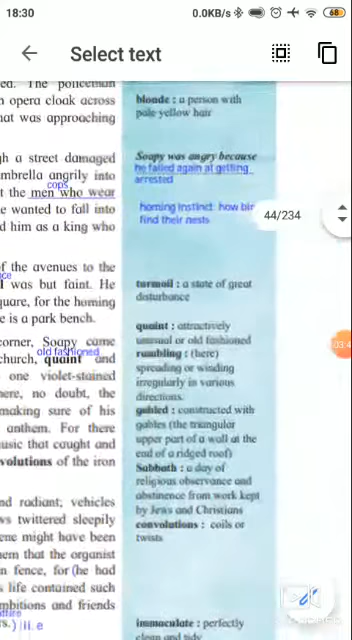 18:30
0.0KB/s
68
Select text
ed. The policeman
n opera cloak across
hat was approaching
blonde : a person with
pale yellow hair
gh a street damaged
mbrella angrily into
cops
t the men who wear
e wanted to fall into
d him as a king who
Soapy was angry because
he failed again at getting
arrested
homing instinct: how bir
find their nests
44/234
of the avenues to the
ce
l was but faint. He
quare, for the homing
e is a park bench.
turmoil : a state of great
disturbance
corner, Soapy came
old fashioned
church, quaint and
one violet-stained
here, no doubt, the
making sure of his
anthem. For there
usic that caught and
volutions of the iron
quaint : attractively
unusual or old fashioned
rambling : (here)
spreading or winding
irregularly in various
directions.
gabled : constructed with
gables (the triangular
upper part of a wall at the
end of a ridged roof)
Sabbath : a day of
religious observance and
abstinence from work kept
by Jews and Christians
convolutions : coils or
twists
03:4
nd radiant; vehicles
ws twittered sleepily
ene might have been
hem that the organist
n fence, for (he had
life contained such
mbitions and friends
rs.) ii. e
immaculate : perfectly
clean and tidy